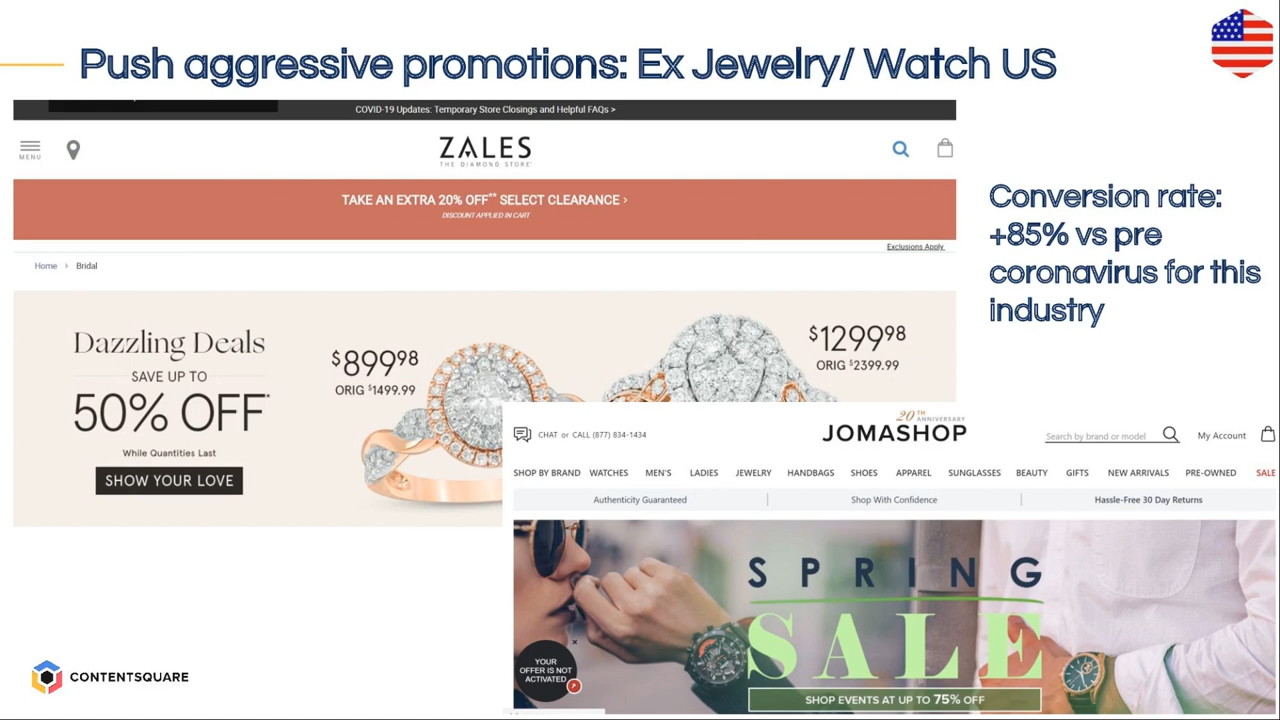 Push aggressive promotions: Ex Jewelry/ Watch US
COVID-19 Updates: Temporary Store Closings and Helpful FAQs >
MENU
ZALES
THE DIAMOND STORE®
TAKE AN EXTRA 20% OFF** SELECT CLEARANCE ›
DISCOUNT APPLIED IN CART
Exclusions Apply
Home › Bridal
Dazzling Deals
SAVE UP TO
50% OFF*
While Quantities Last
SHOW YOUR LOVE
$899.98
ORIG $1499.99
$1299.98
ORIG $2399.99
Conversion rate:
+85% vs pre
coronavirus for this
industry
CHAT or CALL (877) 834-1434
20TH ANNIVERSARY
JOMASHOP
Search by brand or model
My Account
SHOP BY BRAND WATCHES MEN'S LADIES JEWELRY HANDBAGS SHOES APPAREL SUNGLASSES BEAUTY GIFTS NEW ARRIVALS PRE-OWNED SALE
Authenticity Guaranteed | Shop With Confidence | Hassle-Free 30 Day Returns
SPRING
SALE
SHOP EVENTS AT UP TO 75% OFF
YOUR
OFFER IS NOT
ACTIVATED
CONTENTSQUARE